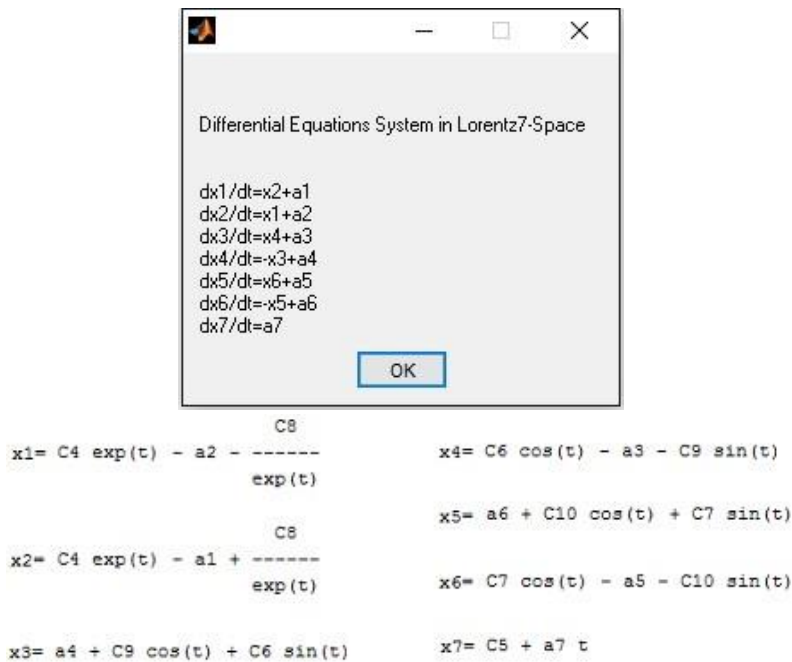 Differential Equations System in Lorentz7-Space
dx1/dt=x2+a1
dx2/dt=x1+a2
dx3/dt=x4+a3
dx4/dt=-x3+a4
dx5/dt=x6+a5
dx6/dt=-x5+a6
dx7/dt=a7
OK
C8
x1= C4 exp(t) - a2 - ------
exp(t)
C8
x2= C4 exp(t) - a1 + ------
exp(t)
x3= a4 + C9 cos(t) + C6 sin(t)
x4= C6 cos(t) - a3 - C9 sin(t)
x5= a6 + C10 cos(t) + C7 sin(t)
x6= C7 cos(t) - a5 - C10 sin(t)
x7= C5 + a7 t